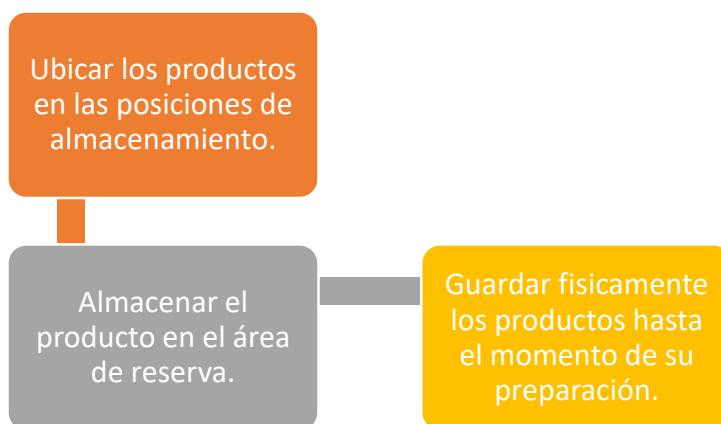 Ubicar los productos
en las posiciones de
almacenamiento.
Almacenar el
producto en el área
de reserva.
Guardar fisicamente
los productos hasta
el momento de su
preparación.